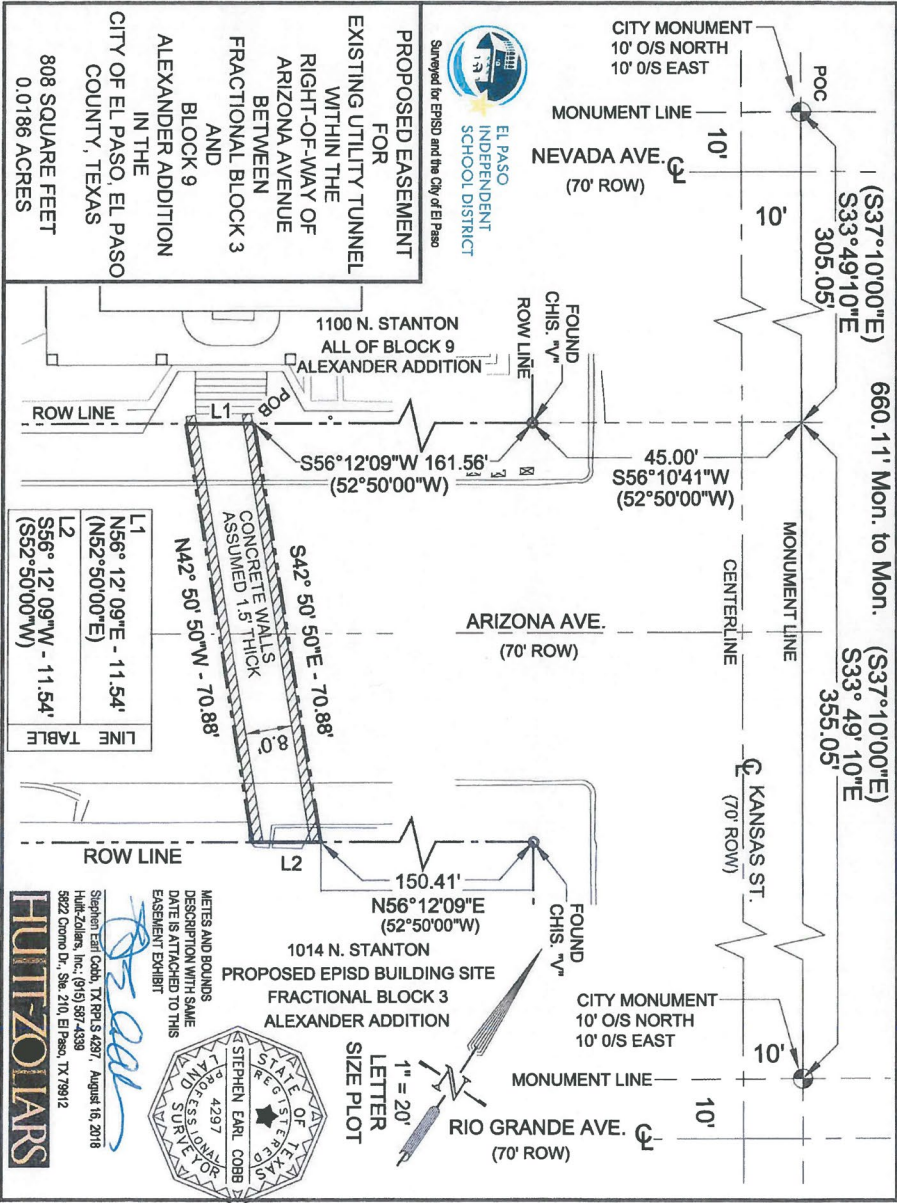 CITY MONUMENT
10' O/S NORTH
10' 0/S EAST
POC
MONUMENT LINE
10'
NEVADA AVE. ℄
(70' ROW)
10'
(S37°10'00"E)
S33°49'10"E
305.05'
660.11' Mon. to Mon.
(S37°10'00"E)
S33° 49' 10"E
355.05'
EL PASO
INDEPENDENT
SCHOOL DISTRICT
Surveyed for EPISD and the City of El Paso
PROPOSED EASEMENT
FOR
EXISTING UTILITY TUNNEL
WITHIN THE
RIGHT-OF-WAY OF
ARIZONA AVENUE
BETWEEN
FRACTIONAL BLOCK 3
AND
BLOCK 9
ALEXANDER ADDITION
IN THE
CITY OF EL PASO, EL PASO
COUNTY, TEXAS
808 SQUARE FEET
0.0186 ACRES
FOUND
CHIS. "V"
ROW LINE
1100 N. STANTON
ALL OF BLOCK 9
ALEXANDER ADDITION
ROW LINE
L1
POB
S56°12'09"W 161.56'
(52°50'00"W)
45.00'
S56°10'41"W
(52°50'00"W)
MONUMENT LINE
CENTERLINE
ARIZONA AVE.
(70' ROW)
℄ KANSAS ST.
(70' ROW)
CONCRETE WALLS
ASSUMED 1.5' THICK
8.0'
S42° 50' 50"E - 70.88'
N42° 50' 50"W - 70.88'
LINE TABLE
L1
N56° 12' 09"E - 11.54'
(N52°50'00"E)
L2
S56° 12' 09"W - 11.54'
(S52°50'00"W)
ROW LINE
L2
150.41'
N56°12'09"E
(52°50'00"W)
FOUND
CHIS. "V"
1014 N. STANTON
PROPOSED EPISD BUILDING SITE
FRACTIONAL BLOCK 3
ALEXANDER ADDITION
CITY MONUMENT
10' O/S NORTH
10' 0/S EAST
10'
MONUMENT LINE
10'
RIO GRANDE AVE. ℄
(70' ROW)
N
1" = 20'
LETTER
SIZE PLOT
METES AND BOUNDS
DESCRIPTION WITH SAME
DATE IS ATTACHED TO THIS
EASEMENT EXHIBIT
STATE OF TEXAS
REGISTERED
STEPHEN EARL COBB
4297
PROFESSIONAL
LAND SURVEYOR
Stephen Earl Cobb, TX RPLS 4297, August 16, 2018
Huitt-Zollars, Inc.; (915) 587-4339
5822 Cromo Dr., Ste. 210, El Paso, TX 79912
HUITT-ZOLLARS